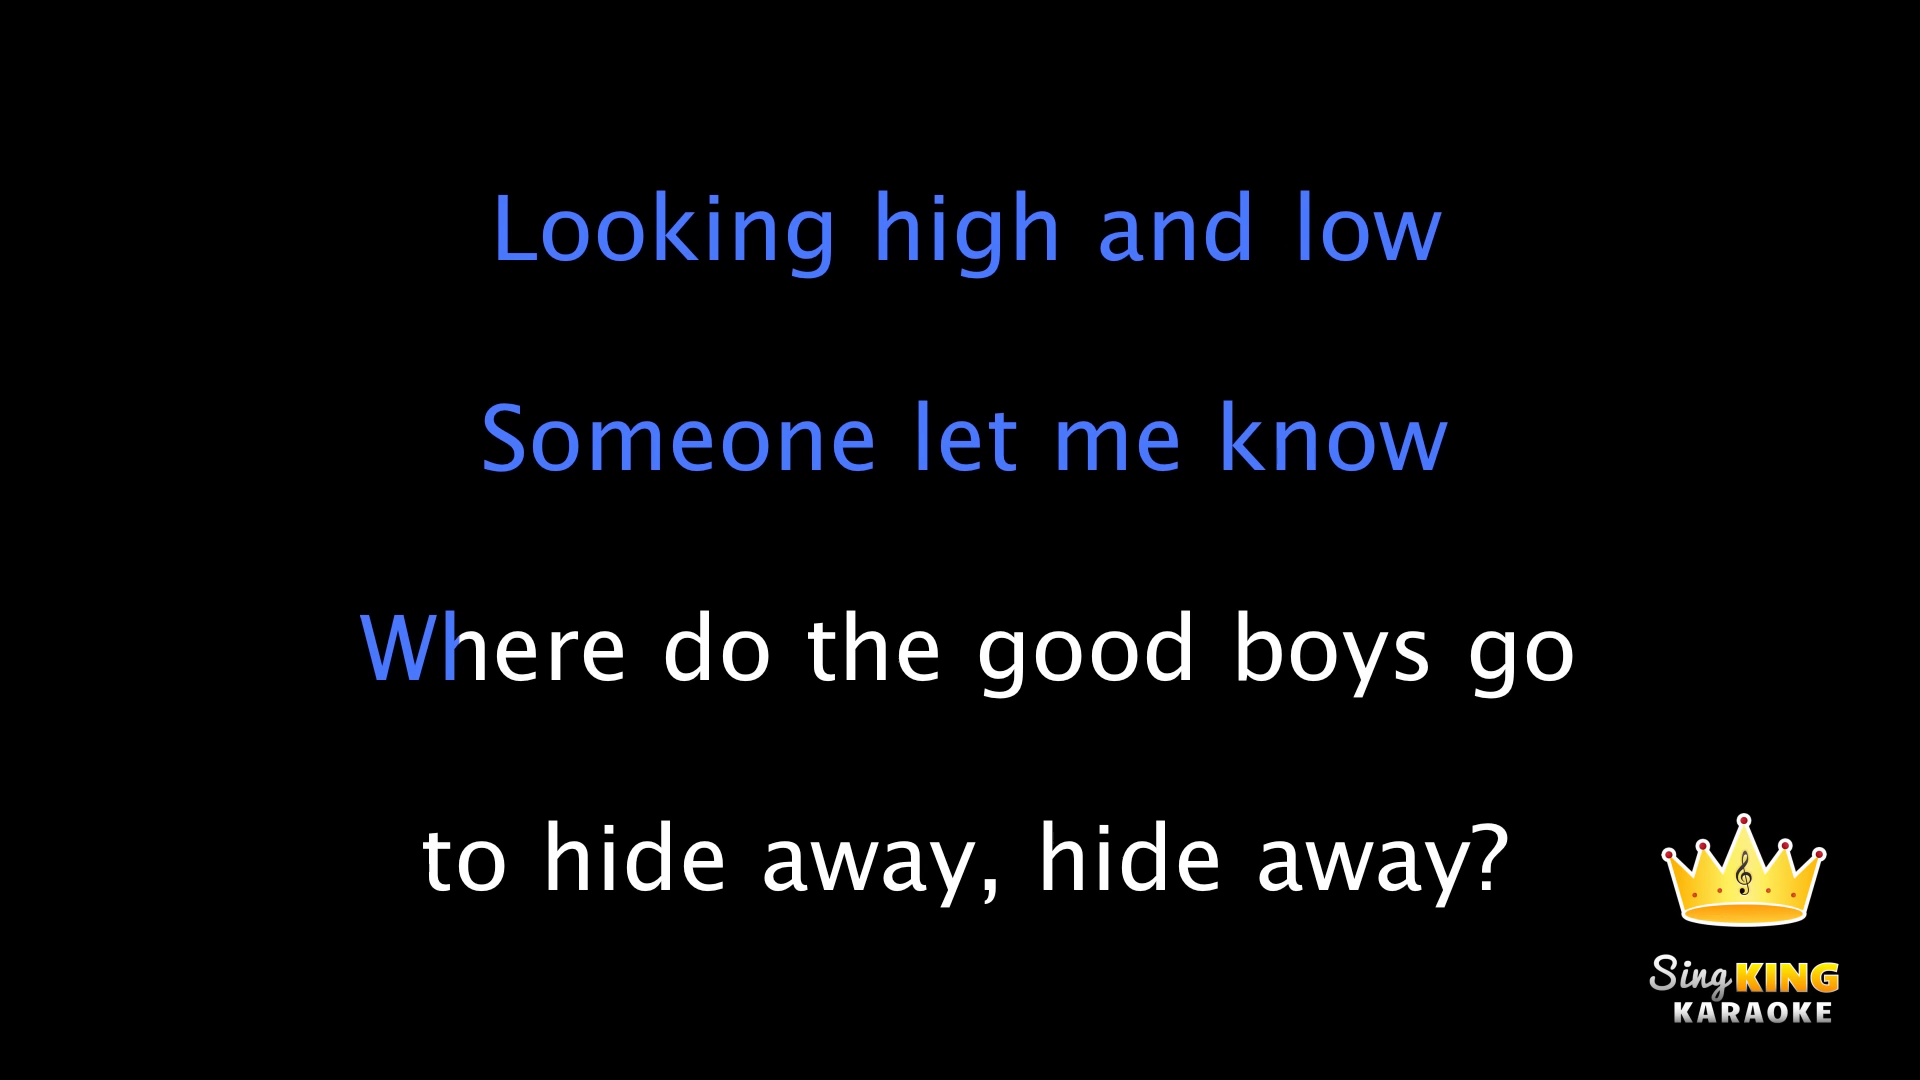 Looking high and low
Someone let me know
Where do the good boys go
to hide away, hide away?
Sing KING
KARAOKE